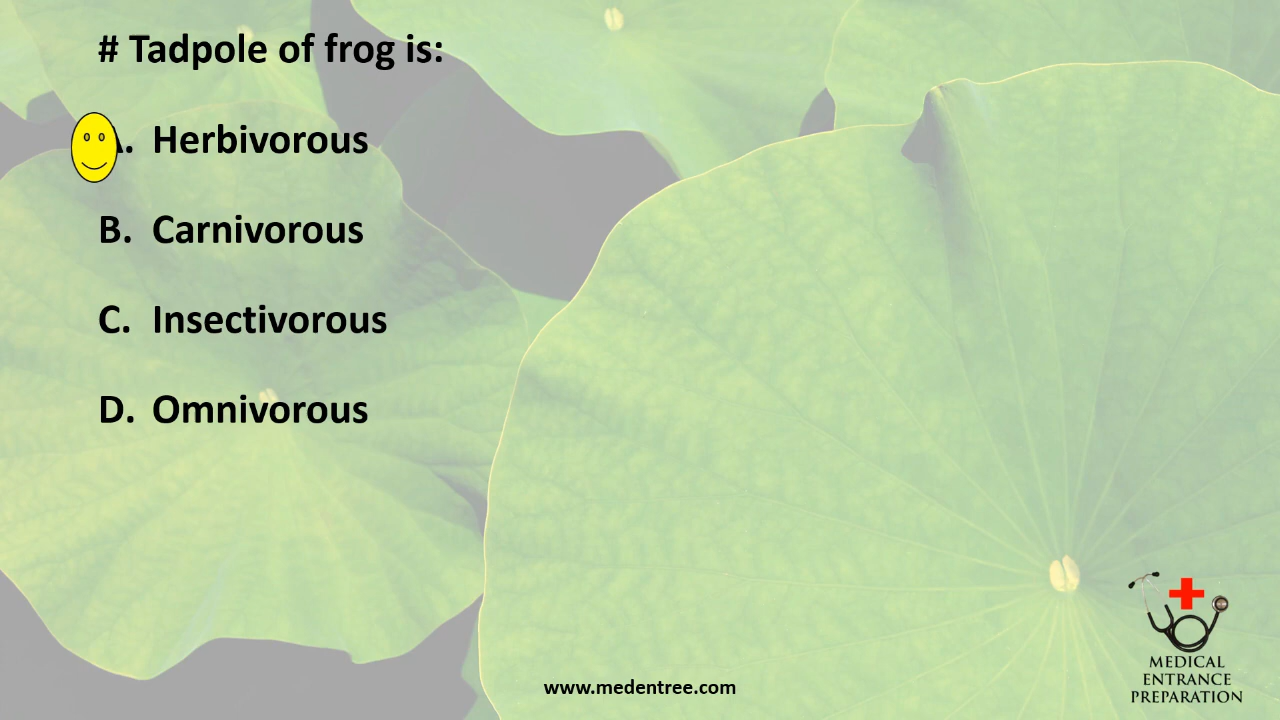 # Tadpole of frog is:
A. Herbivorous
B. Carnivorous
C. Insectivorous
D. Omnivorous
www.medentree.com
MEDICAL
ENTRANCE
PREPARATION